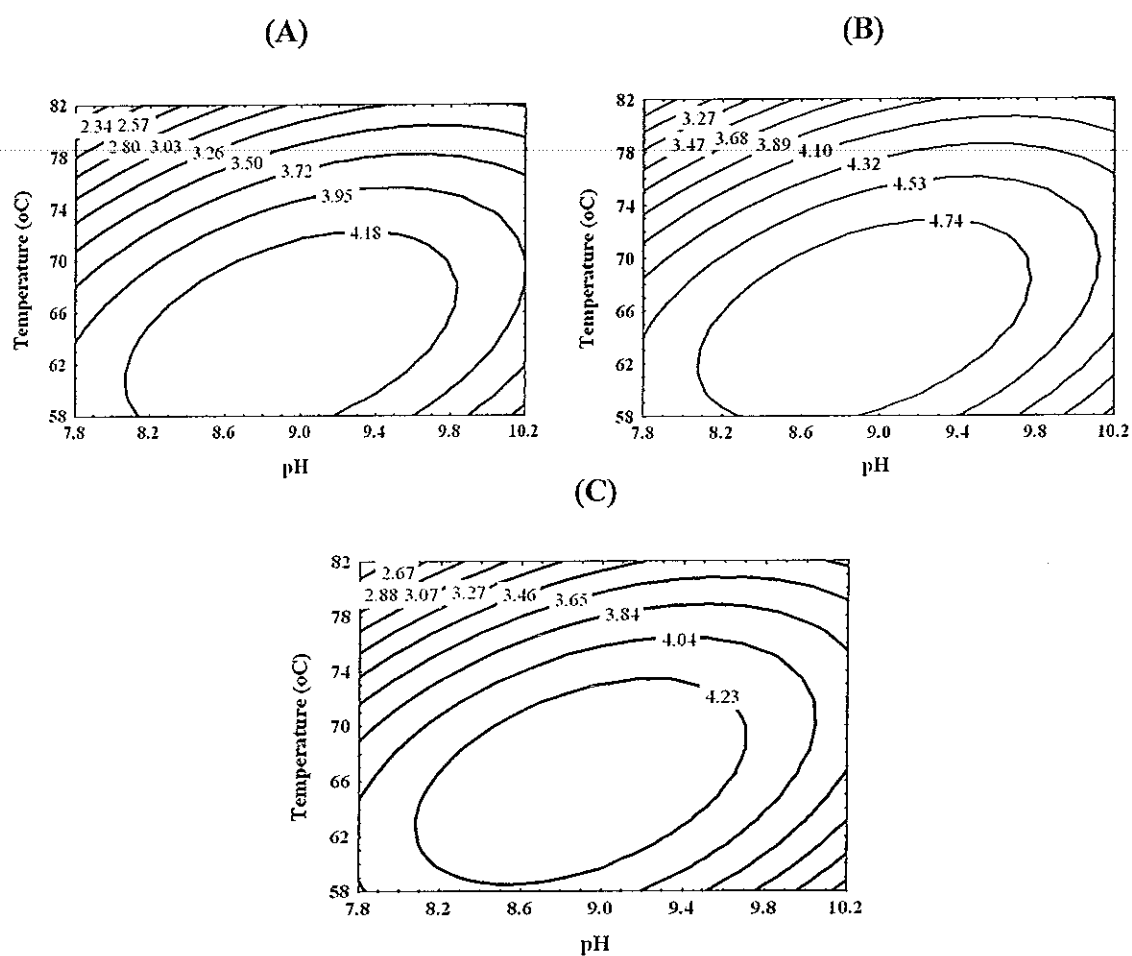 (A)
82
78
74
70
66
62
58
Temperature (oC)
2.34 2.57
2.80 3.03 3.26
3.50
3.72
3.95
4.18
7.8 8.2 8.6 9.0 9.4 9.8 10.2
pH
(B)
82
78
74
70
66
62
58
Temperature (oC)
3.27
3.47 3.68 3.89 4.10
4.32
4.53
4.74
7.8 8.2 8.6 9.0 9.4 9.8 10.2
pH
(C)
82
78
74
70
66
62
58
Temperature (oC)
2.67
2.88 3.07 3.27 3.46 3.65
3.84
4.04
4.23
7.8 8.2 8.6 9.0 9.4 9.8 10.2
pH